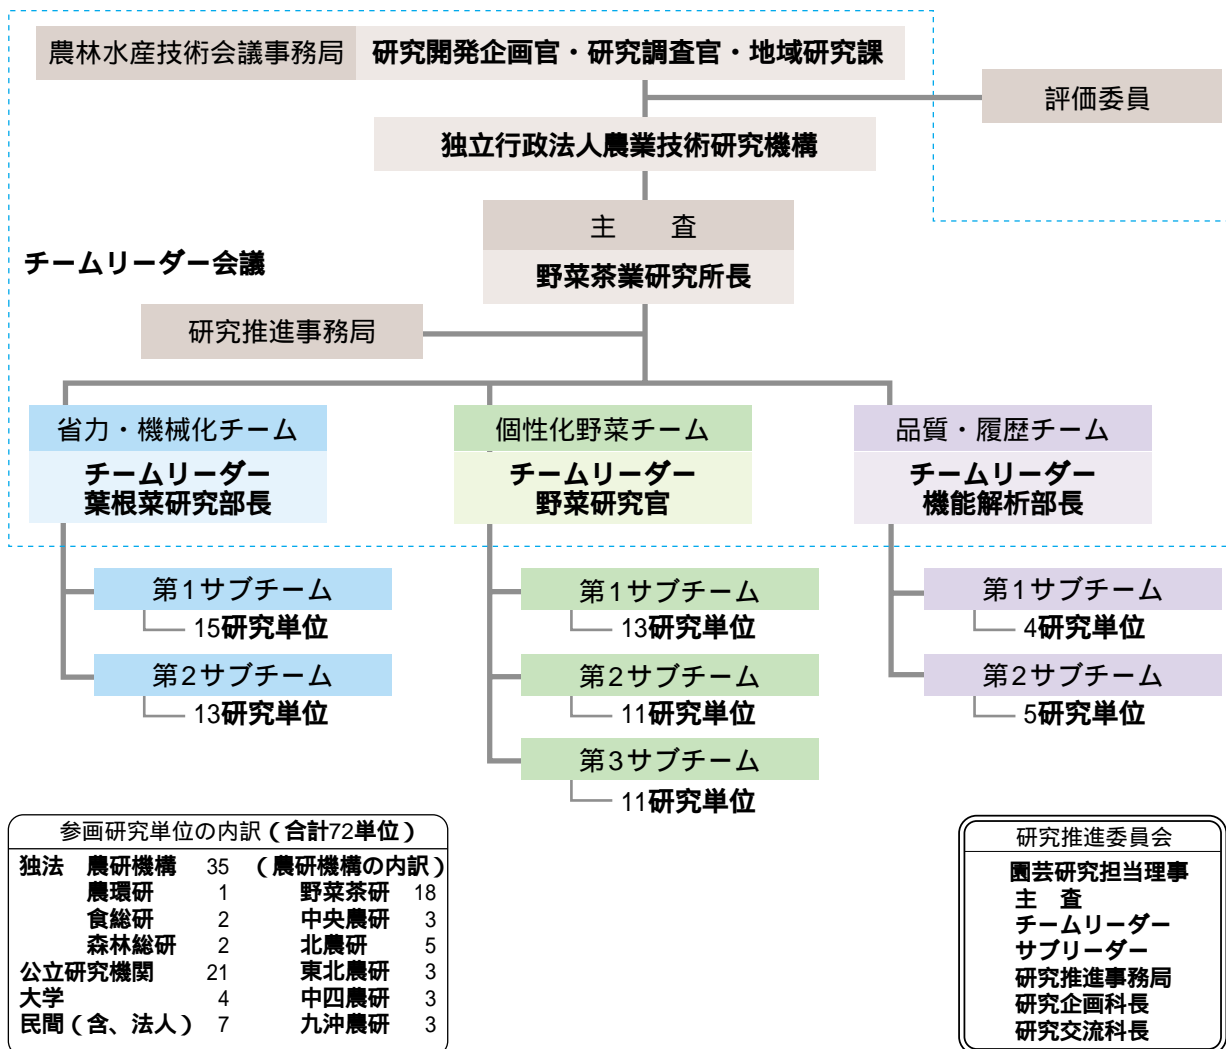 農林水産技術会議事務局 研究開発企画官・研究調査官・地域研究課
評価委員
独立行政法人農業技術研究機構
主　査
野菜茶業研究所長
チームリーダー会議
研究推進事務局
省力・機械化チーム
チームリーダー
葉根菜研究部長
個性化野菜チーム
チームリーダー
野菜研究官
品質・履歴チーム
チームリーダー
機能解析部長
第1サブチーム
15研究単位
第2サブチーム
13研究単位
第1サブチーム
13研究単位
第2サブチーム
11研究単位
第3サブチーム
11研究単位
第1サブチーム
4研究単位
第2サブチーム
5研究単位
参画研究単位の内訳（合計72単位）
独法　農研機構　35　（農研機構の内訳）
農環研　1　野菜茶研　18
食総研　2　中央農研　3
森林総研　2　北農研　5
公立研究機関　21　東北農研　3
大学　4　中四農研　3
民間（含、法人）　7　九沖農研　3
研究推進委員会
園芸研究担当理事
主　査
チームリーダー
サブリーダー
研究推進事務局
研究企画科長
研究交流科長